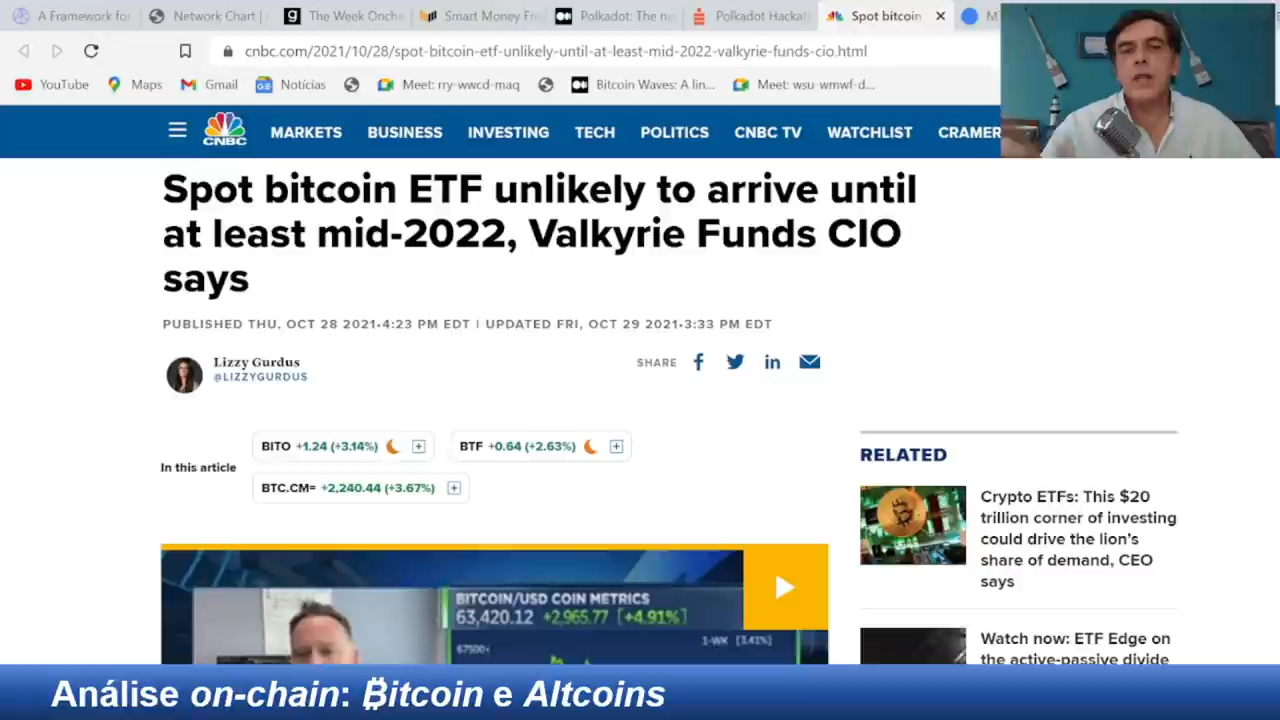 A Framework for
Network Chart |
The Week Onch
Smart Money Fr
Polkadot: The n
Polkadot Hackat
Spot bitcoin
cnbc.com/2021/10/28/spot-bitcoin-etf-unlikely-until-at-least-mid-2022-valkyrie-funds-cio.html
YouTube
Maps
Gmail
Notícias
Meet: rry-wwcd-maq
Bitcoin Waves: A lin...
Meet: wsu-wmwf-d...
CNBC
MARKETS
BUSINESS
INVESTING
TECH
POLITICS
CNBC TV
WATCHLIST
CRAMER
Spot bitcoin ETF unlikely to arrive until
at least mid-2022, Valkyrie Funds CIO
says
PUBLISHED THU, OCT 28 2021•4:23 PM EDT | UPDATED FRI, OCT 29 2021•3:33 PM EDT
Lizzy Gurdus
@LIZZYGURDUS
SHARE
In this article
BITO +1.24 (+3.14%)
BTF +0.64 (+2.63%)
BTC.CM= +2,240.44 (+3.67%)
BITCOIN/USD COIN METRICS
63,420.12 +2,965.77 [+4.91%]
1-WK [3.41%]
67500
RELATED
Crypto ETFs: This $20
trillion corner of investing
could drive the lion's
share of demand, CEO
says
Watch now: ETF Edge on
the active-passive divide
Análise on-chain: ₿itcoin e Altcoins